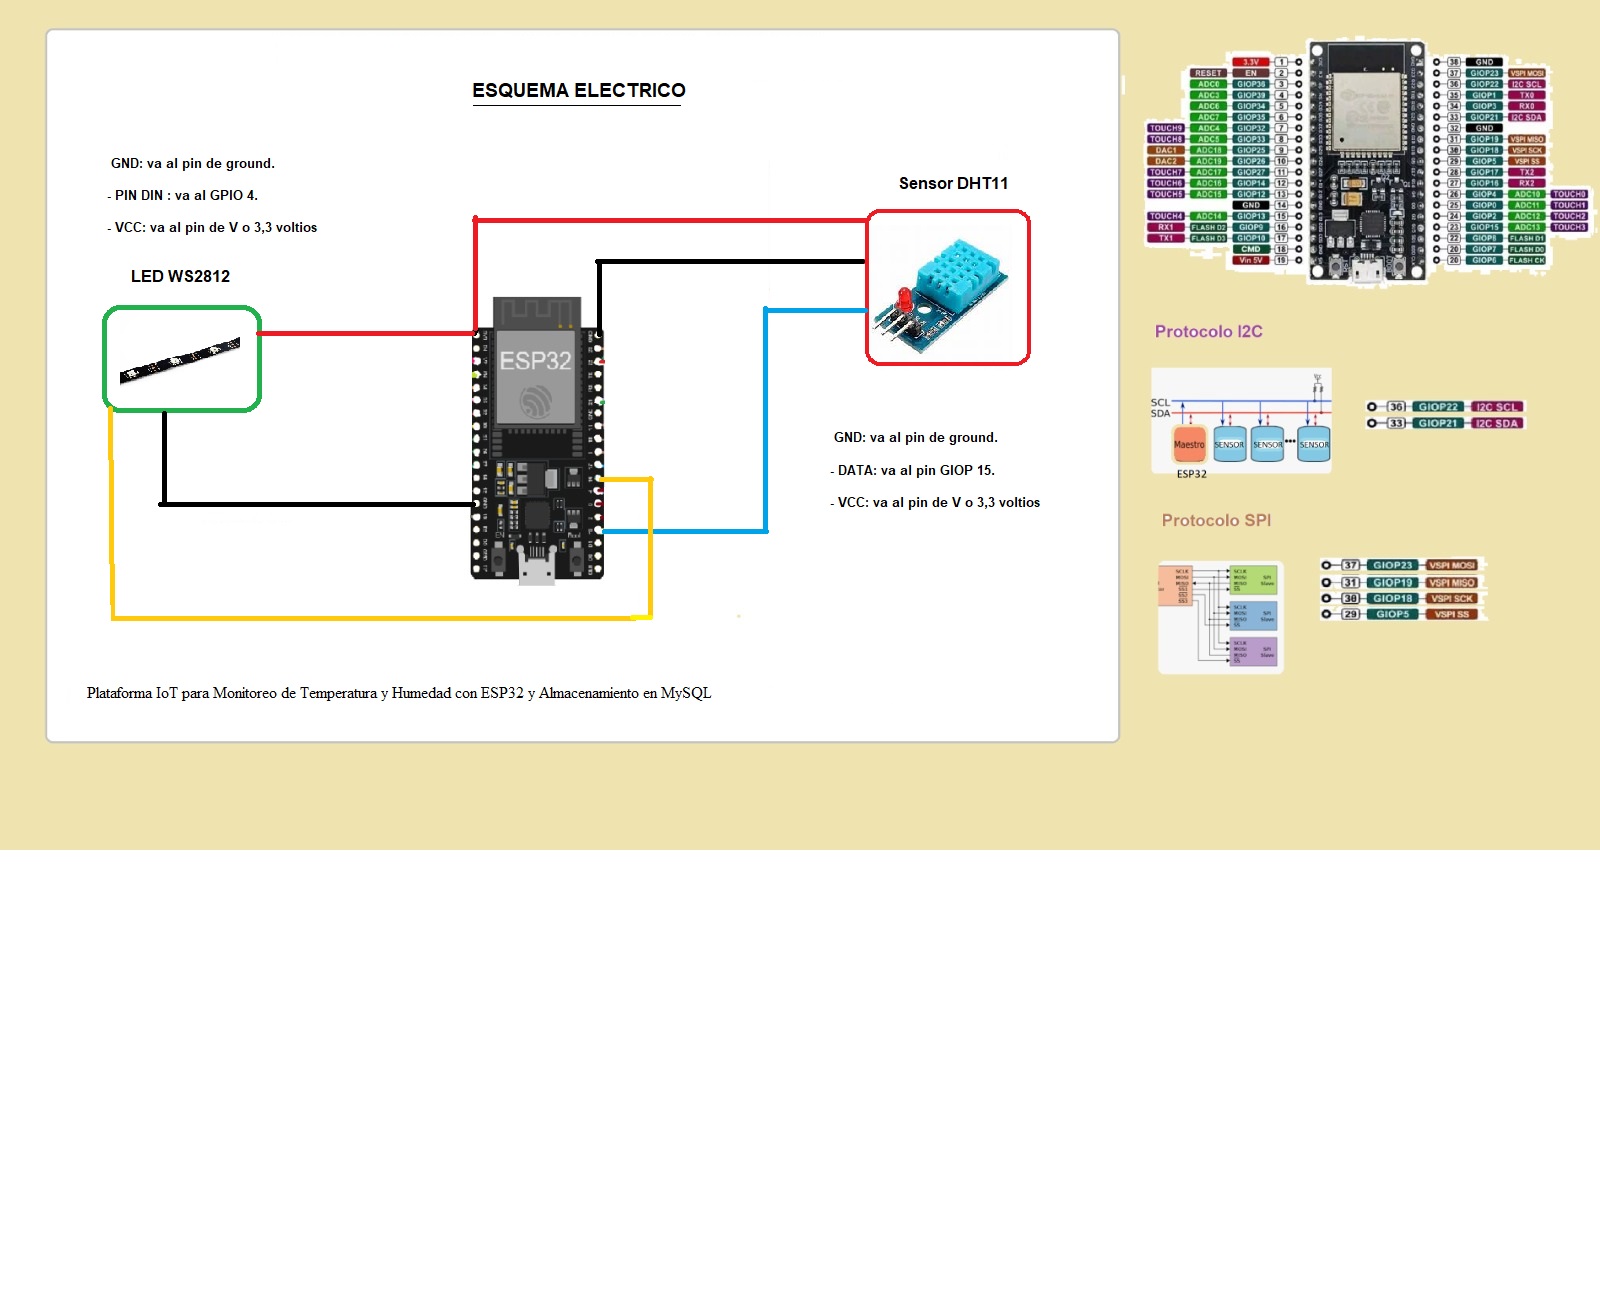 ESQUEMA ELECTRICO
GND: va al pin de ground.
- PIN DIN : va al GPIO 4.
- VCC: va al pin de V o 3,3 voltios
LED WS2812
Sensor DHT11
ESP32
GND: va al pin de ground.
- DATA: va al pin GIOP 15.
- VCC: va al pin de V o 3,3 voltios
Plataforma IoT para Monitoreo de Temperatura y Humedad con ESP32 y Almacenamiento en MySQL
3.3V 1
RESET EN 2
ADC0 GIOP36 3
ADC3 GIOP39 4
ADC6 GIOP34 5
ADC7 GIOP35 6
TOUCH9 ADC4 GIOP32 7
TOUCH8 ADC5 GIOP33 8
DAC1 ADC18 GIOP25 9
DAC2 ADC19 GIOP26 10
TOUCH7 ADC17 GIOP27 11
TOUCH6 ADC16 GIOP14 12
TOUCH5 ADC15 GIOP12 13
GND 14
TOUCH4 ADC14 GIOP13 15
RX1 FLASH D2 GIOP9 16
TX1 FLASH D3 GIOP10 17
CMD 18
Vin 5V 19
38 GND
37 GIOP23 VSPI MOSI
36 GIOP22 I2C SCL
35 GIOP1 TX0
34 GIOP3 RX0
33 GIOP21 I2C SDA
32 GND
31 GIOP19 VSPI MISO
30 GIOP18 VSPI SCK
29 GIOP5 VSPI SS
28 GIOP17 TX2
27 GIOP16 RX2
26 GIOP4 ADC10 TOUCH0
25 GIOP0 ADC11 TOUCH1
24 GIOP2 ADC12 TOUCH2
23 GIOP15 ADC13 TOUCH3
22 GIOP8 FLASH D1
GIOP7 FLASH D0
20 GIOP6 FLASH CK
Protocolo I2C
Vcc
SCL
SDA
Maestro SENSOR SENSOR SENSOR
ESP32
36 GIOP22 I2C SCL
33 GIOP21 I2C SDA
Protocolo SPI
SCLK
MOSI
MISO
SCLK
MOSI SPI
MISO Slave
SS
SCLK
MOSI SPI
MISO Slave
SS
SCLK
MOSI SPI
MISO Slave
SS
37 GIOP23 VSPI MOSI
31 GIOP19 VSPI MISO
30 GIOP18 VSPI SCK
29 GIOP5 VSPI SS